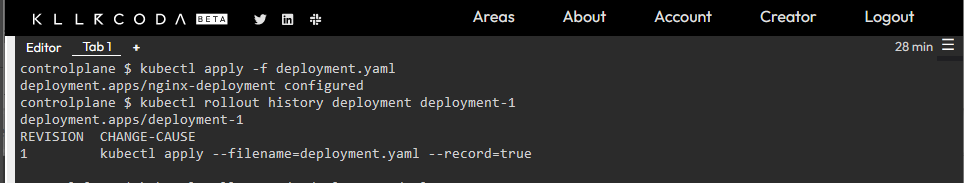 KLLRCODA BETA Areas About Account Creator Logout
Editor Tab 1 + 28 min
controlplane $ kubectl apply -f deployment.yaml
deployment.apps/nginx-deployment configured
controlplane $ kubectl rollout history deployment deployment-1
deployment.apps/deployment-1
REVISION CHANGE-CAUSE
1 kubectl apply --filename=deployment.yaml --record=true